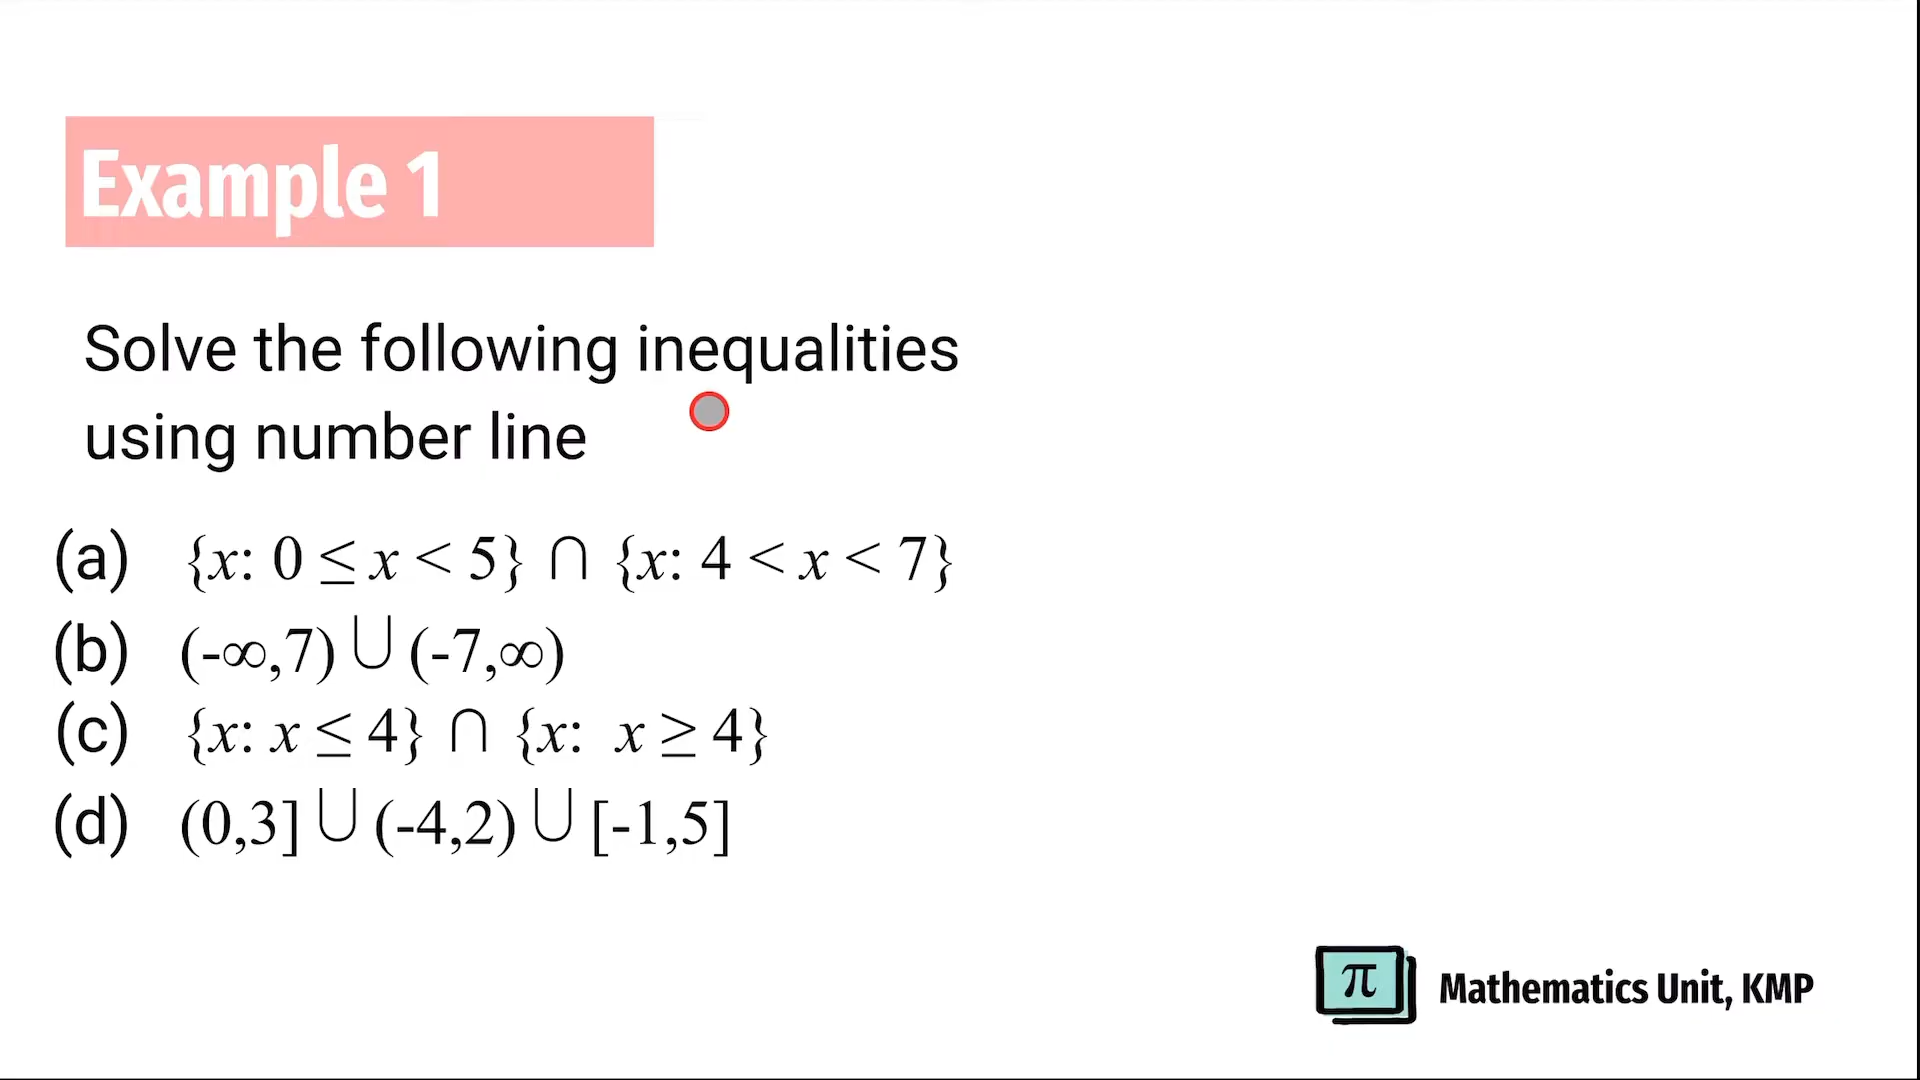 Example 1
Solve the following inequalities
using number line
(a) {x: 0 ≤ x < 5} ∩ {x: 4 < x < 7}
(b) (-∞,7) ∪ (-7,∞)
(c) {x: x ≤ 4} ∩ {x: x ≥ 4}
(d) (0,3] ∪ (-4,2) ∪ [-1,5]
π Mathematics Unit, KMP